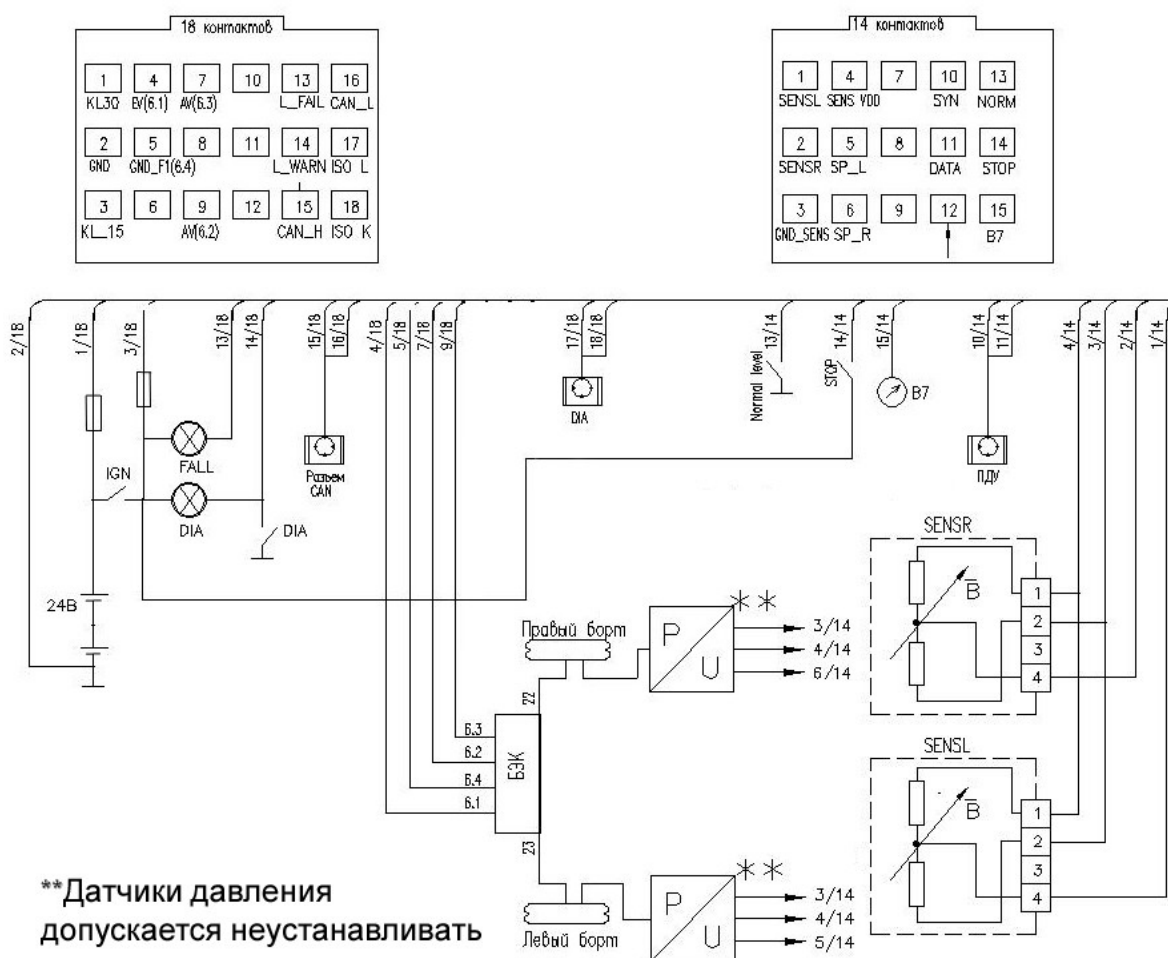 18 контактов
1 4 7 10 13 16
KL30 EV(6.1) AV(6.3) L_FAIL CAN_L
2 5 8 11 14 17
GND GND_F1(6.4) L_WARN ISO L
3 6 9 12 15 18
KL_15 AV(6.2) CAN_H ISO K
14 контактов
1 4 7 10 13
SENSL SENS VDD SYN NORM
2 5 8 11 14
SENSR SP_L DATA STOP
3 6 9 12 15
GND_SENS SP_R B7
2/18 1/18 3/18 13/18 14/18 15/18 16/18 4/18 5/18 7/18 9/18 17/18 18/18 13/14 14/14 15/14 10/14 11/14 4/14 3/14 2/14 1/14
Normal level
STOP
B7
DIA
FALL
IGN
Разъем
CAN
ПДУ
DIA
DIA
24В
SENSR
B
1
2
3
4
Правый борт
**
P
U
3/14
4/14
6/14
22
6.3
6.2
6.4
6.1
БЭК
23
SENSL
B
1
2
3
4
**
P
U
3/14
4/14
5/14
Левый борт
**Датчики давления
допускается неустанавливать